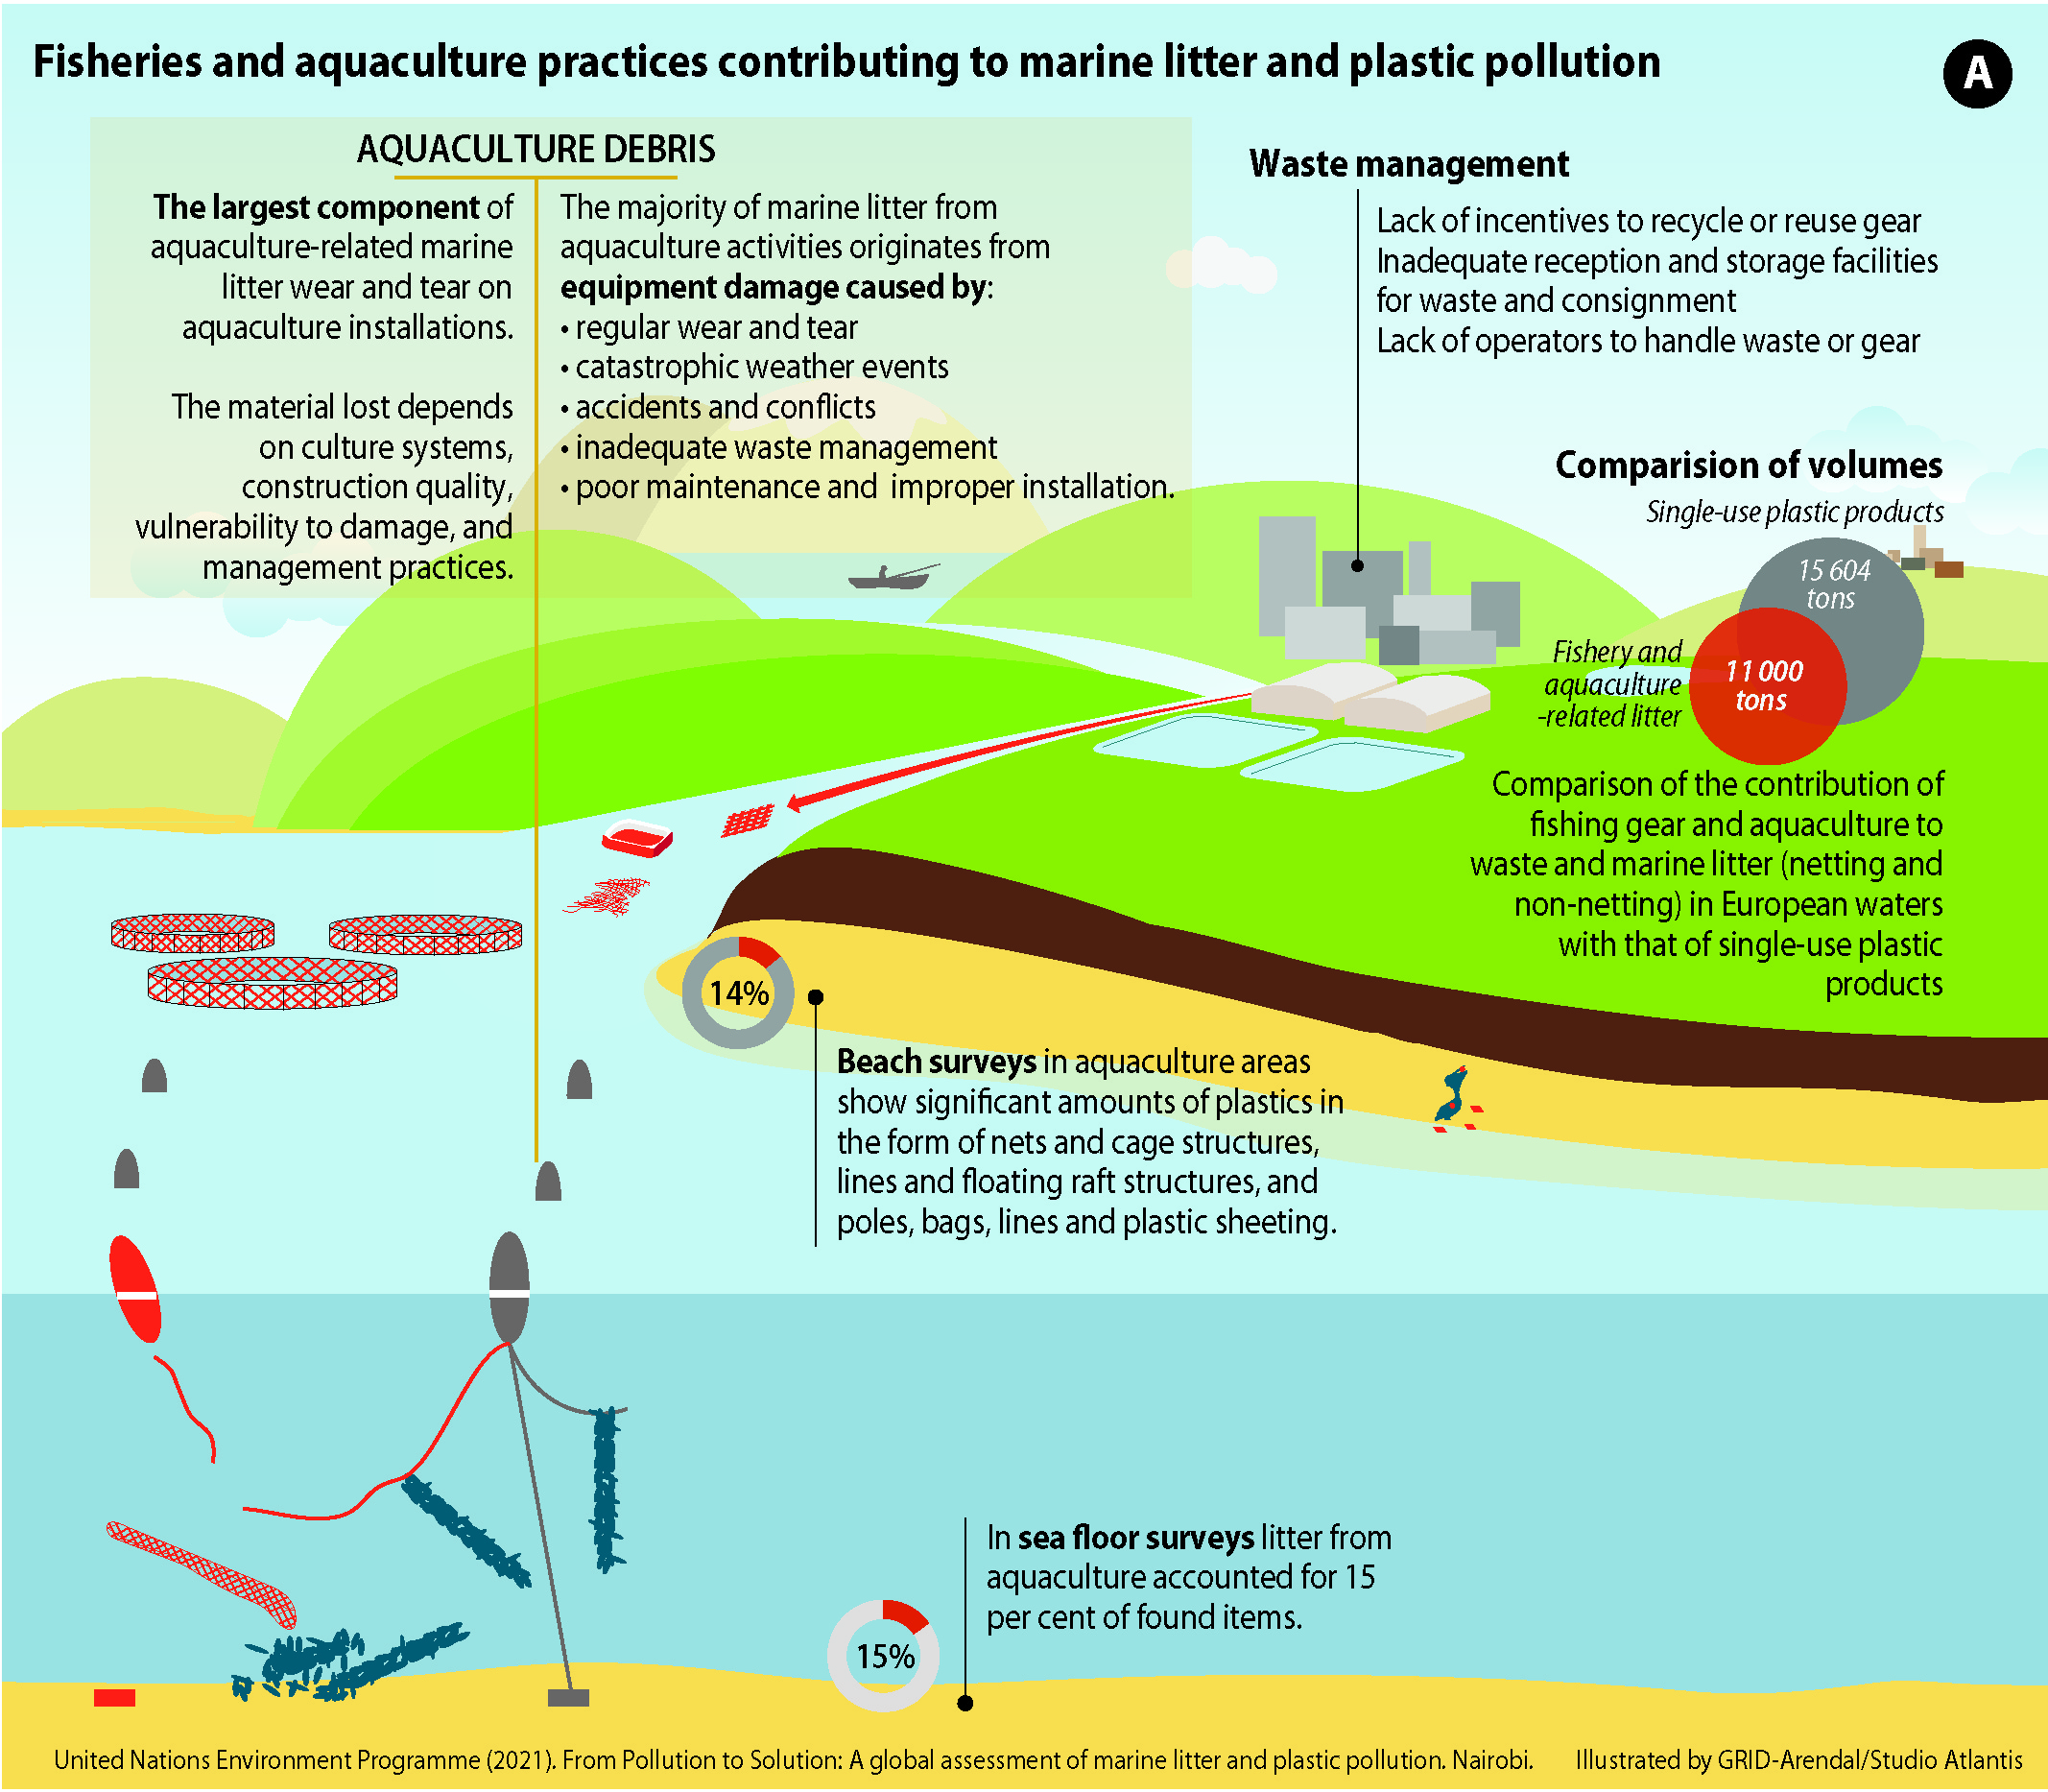 Fisheries and aquaculture practices contributing to marine litter and plastic pollution
A
AQUACULTURE DEBRIS
The largest component of
aquaculture-related marine
litter wear and tear on
aquaculture installations.
The material lost depends
on culture systems,
construction quality,
vulnerability to damage, and
management practices.
The majority of marine litter from
aquaculture activities originates from
equipment damage caused by:
• regular wear and tear
• catastrophic weather events
• accidents and conflicts
• inadequate waste management
• poor maintenance and improper installation.
Waste management
Lack of incentives to recycle or reuse gear
Inadequate reception and storage facilities
for waste and consignment
Lack of operators to handle waste or gear
Comparision of volumes
Single-use plastic products
15 604
tons
Fishery and
aquaculture
-related litter
11 000
tons
Comparison of the contribution of
fishing gear and aquaculture to
waste and marine litter (netting and
non-netting) in European waters
with that of single-use plastic
products
14%
Beach surveys in aquaculture areas
show significant amounts of plastics in
the form of nets and cage structures,
lines and floating raft structures, and
poles, bags, lines and plastic sheeting.
In sea floor surveys litter from
aquaculture accounted for 15
per cent of found items.
15%
United Nations Environment Programme (2021). From Pollution to Solution: A global assessment of marine litter and plastic pollution. Nairobi.
Illustrated by GRID-Arendal/Studio Atlantis